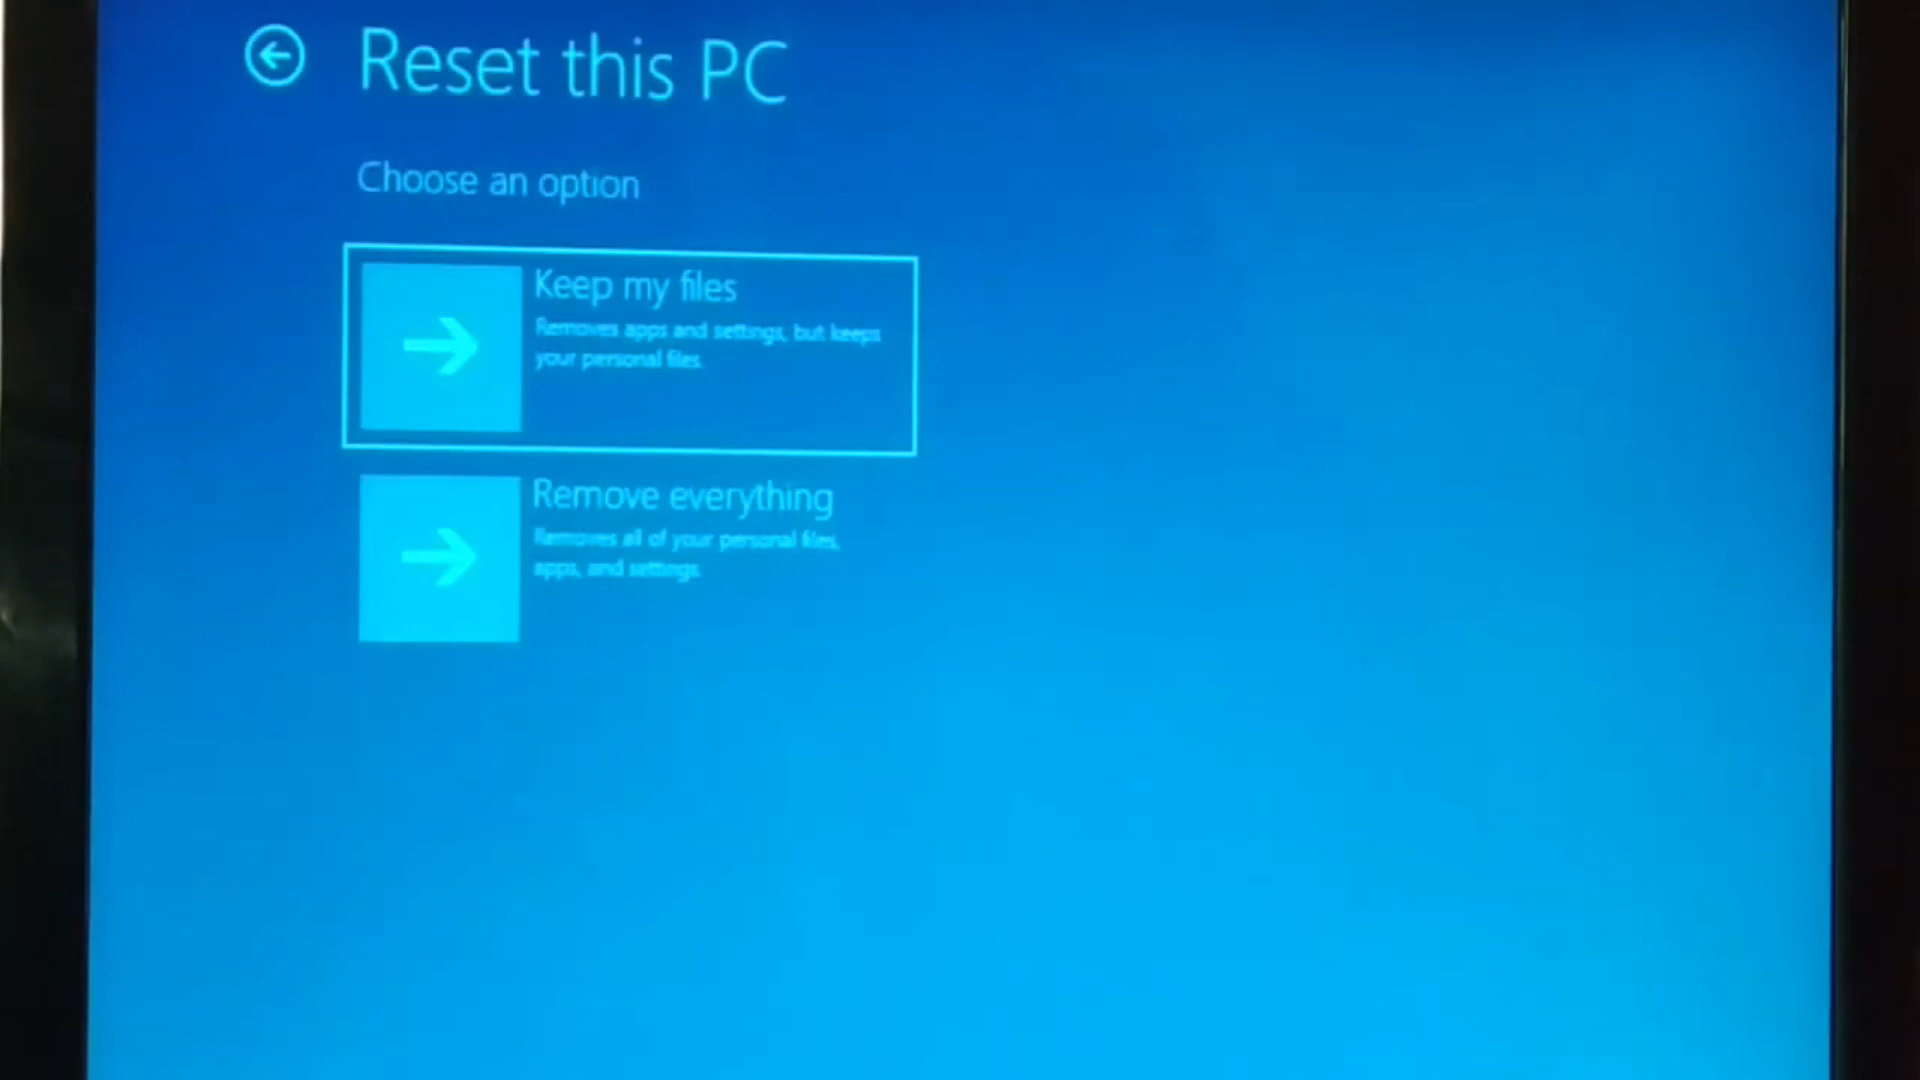 Reset this PC
Choose an option
Keep my files
Removes apps and settings, but keeps
your personal files.
Remove everything
Removes all of your personal files,
apps, and settings.